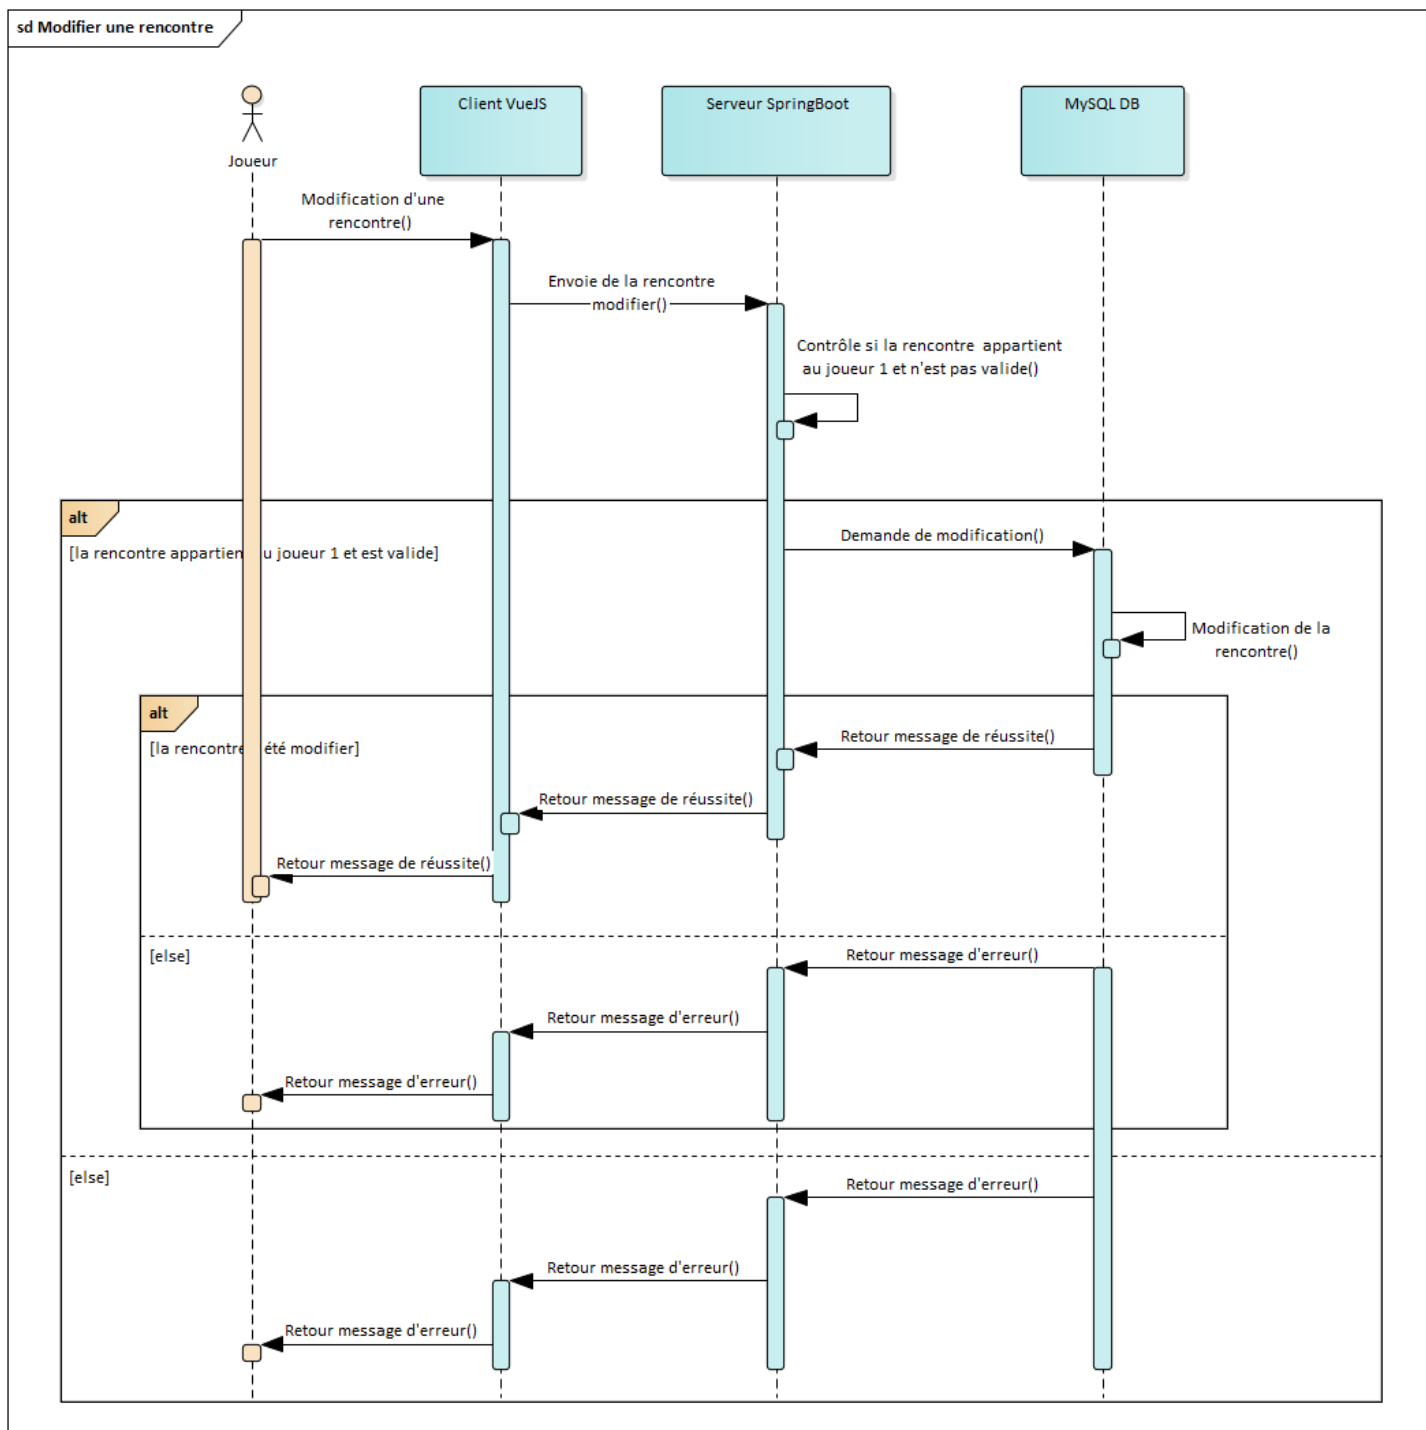 sd Modifier une rencontre
Joueur
Client VueJS
Serveur SpringBoot
MySQL DB
Modification d'une
rencontre()
Envoie de la rencontre
modifier()
Contrôle si la rencontre appartient
au joueur 1 et n'est pas valide()
alt
[la rencontre appartien u joueur 1 et est valide]
Demande de modification()
Modification de la
rencontre()
alt
[la rencontre été modifier]
Retour message de réussite()
Retour message de réussite()
Retour message de réussite()
[else]
Retour message d'erreur()
Retour message d'erreur()
Retour message d'erreur()
[else]
Retour message d'erreur()
Retour message d'erreur()
Retour message d'erreur()